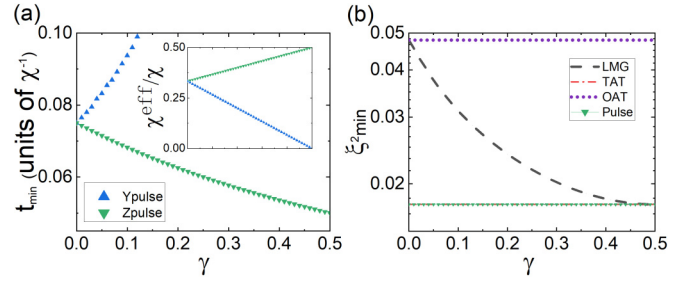 (a)
0.10
0.08
0.06
0.0 0.1 0.2 0.3 0.4 0.5
t_min (units of χ⁻¹)
γ
Ypulse
Zpulse
0.50
0.25
0.00
χ^eff/χ
(b)
0.05
0.04
0.03
0.02
0.0 0.1 0.2 0.3 0.4 0.5
ξ²min
γ
LMG
TAT
OAT
Pulse